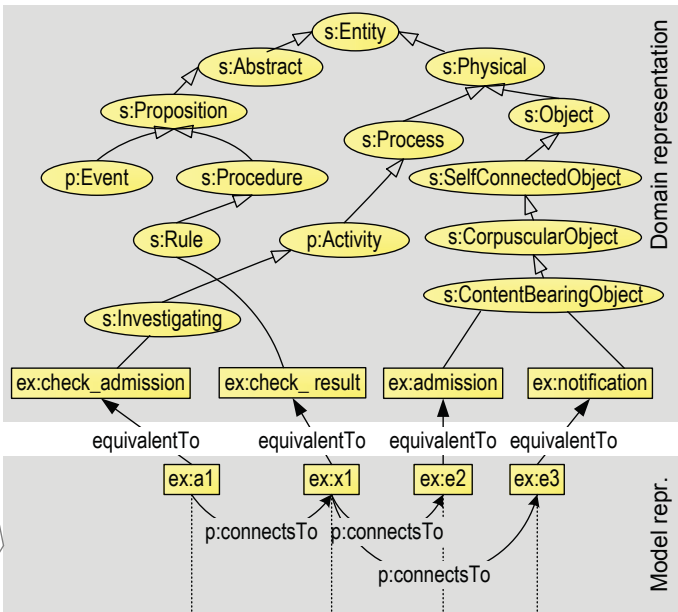 s:Entity
s:Abstract
s:Physical
s:Proposition
s:Object
s:Process
p:Event
s:Procedure
s:SelfConnectedObject
s:Rule
p:Activity
s:CorpuscularObject
s:ContentBearingObject
s:Investigating
ex:check_admission
ex:check_ result
ex:admission
ex:notification
Domain representation
equivalentTo
equivalentTo
equivalentTo
equivalentTo
ex:a1
ex:x1
ex:e2
ex:e3
p:connectsTo
p:connectsTo
p:connectsTo
Model repr.